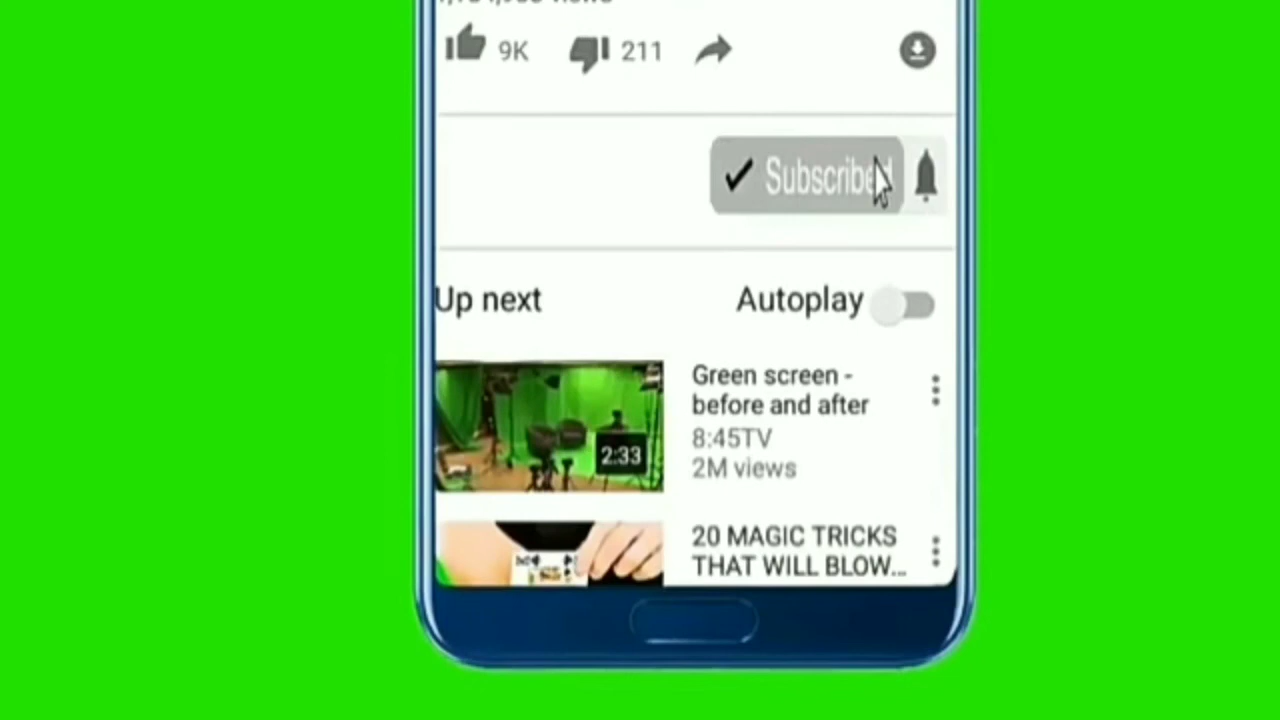 9K 211
Subscribed
Up next Autoplay
2:33
Green screen -
before and after
8:45TV
2M views
20 MAGIC TRICKS
THAT WILL BLOW...